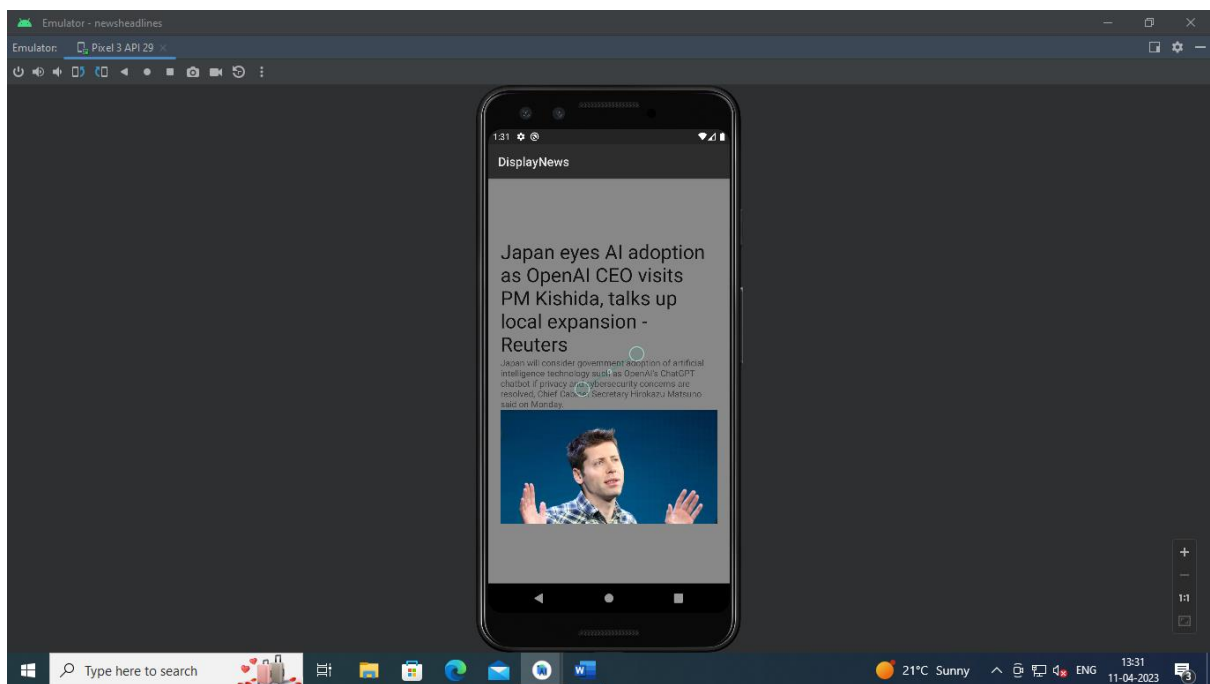 Emulator - newsheadlines
Emulator: Pixel 3 API 29
1:31
DisplayNews
Japan eyes AI adoption
as OpenAI CEO visits
PM Kishida, talks up
local expansion -
Reuters
Japan will consider government adoption of artificial
intelligence technology such as OpenAI's ChatGPT
chatbot if privacy and cybersecurity concerns are
resolved, Chief Cabinet Secretary Hirokazu Matsuno
said on Monday.
1:1
Type here to search
21°C Sunny
ENG
13:31
11-04-2023
3